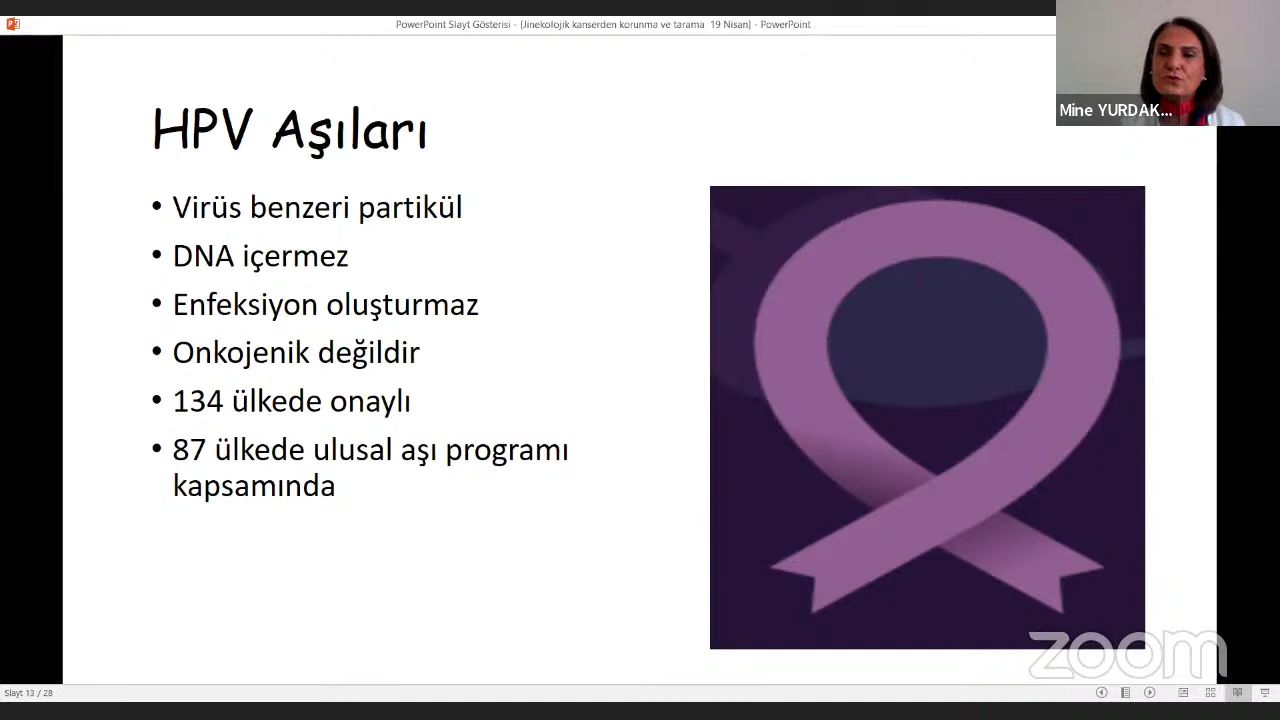 PowerPoint Slayt Gösterisi - [Jinekolojik kanserden korunma ve tarama 19 Nisan] - PowerPoint
Mine YURDAK...
HPV Aşıları
• Virüs benzeri partikül
• DNA içermez
• Enfeksiyon oluşturmaz
• Onkojenik değildir
• 134 ülkede onaylı
• 87 ülkede ulusal aşı programı
kapsamında
zoom
Slayt 13 / 28